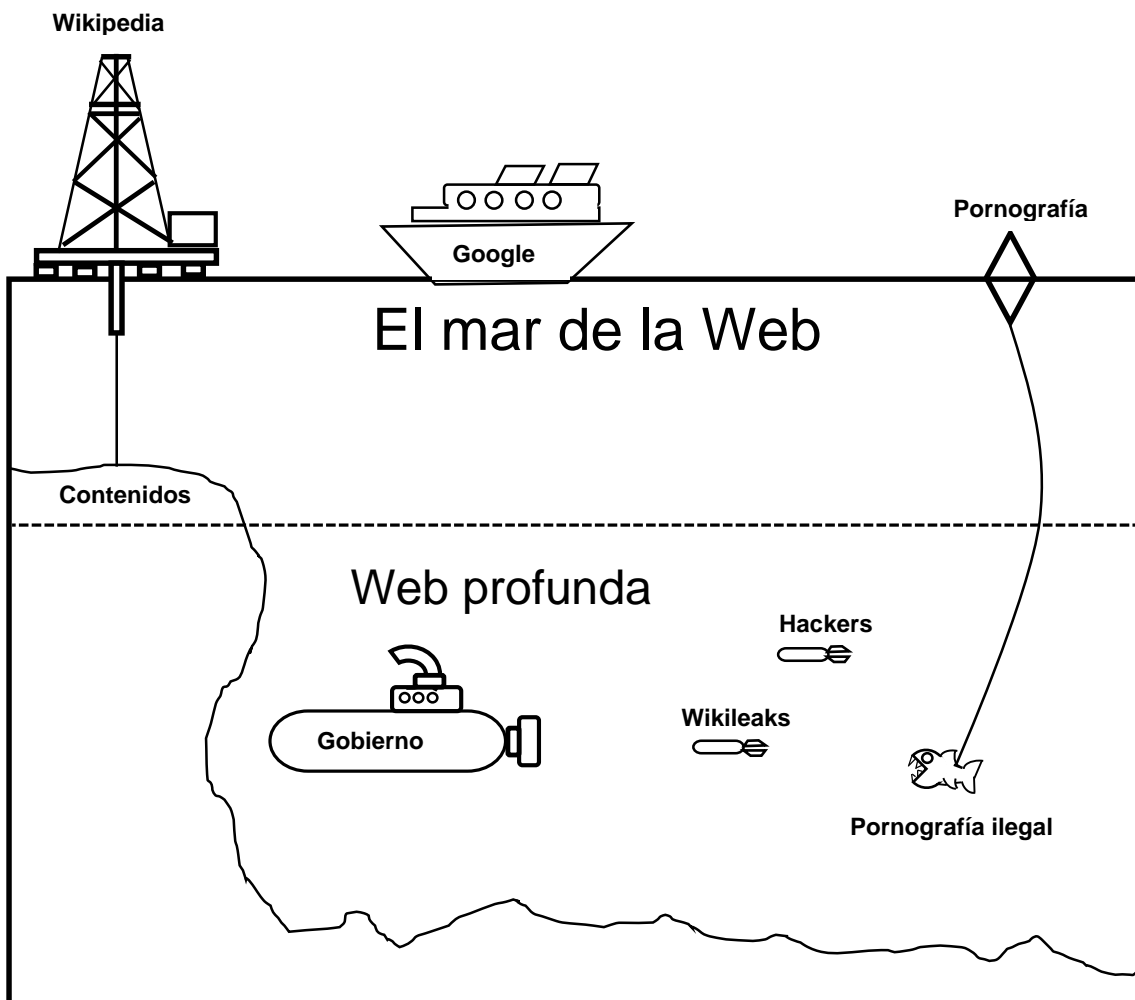 Wikipedia
Pornografía
Google
El mar de la Web
Contenidos
Web profunda
Hackers
Wikileaks
Gobierno
Pornografía ilegal